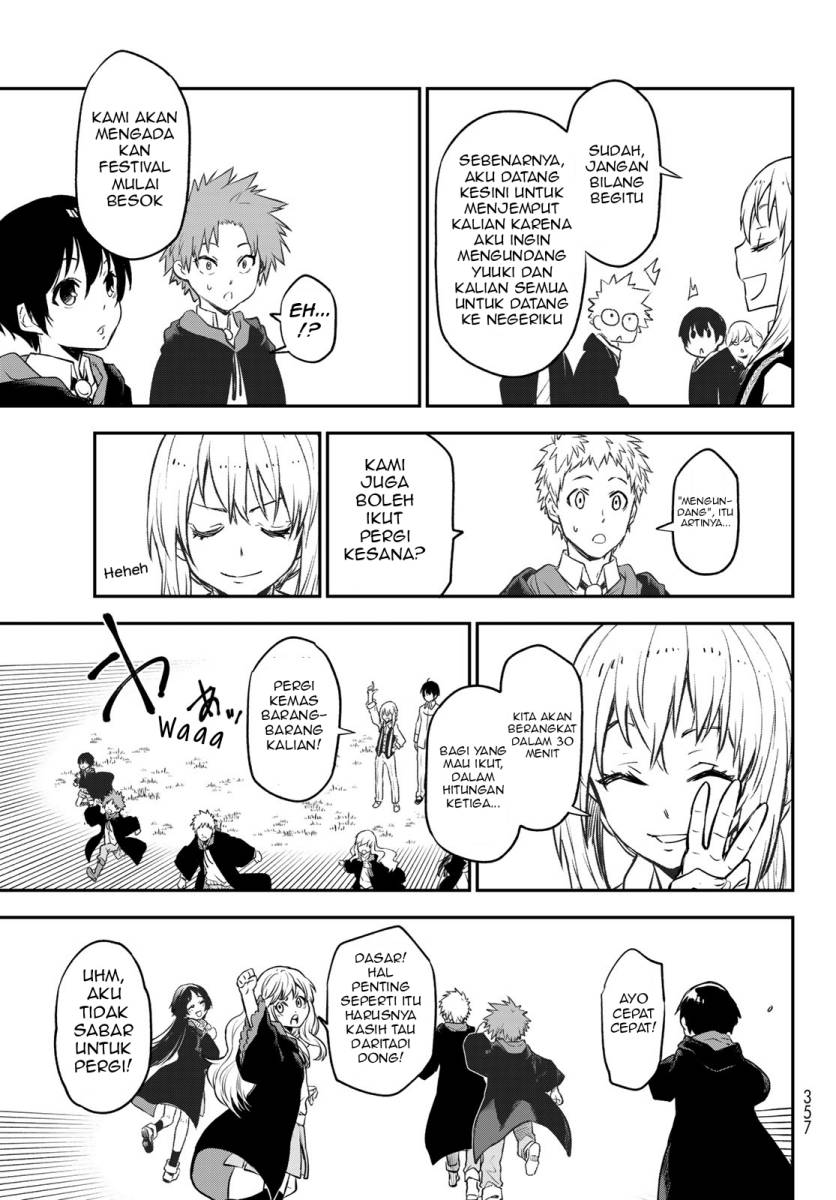 SUDAH,
JANGAN
BILANG
BEGITU
SEBENARNYA,
AKU DATANG
KESINI UNTUK
MENJEMPUT
KALIAN KARENA
AKU INGIN
MENGUNDANG
YUUKI DAN
KALIAN SEMUA
UNTUK DATANG
KE NEGERIKU
KAMI AKAN
MENGADA
KAN
FESTIVAL
MULAI
BESOK
EH...
!?
"MENGUN-
DANG", ITU
ARTINYA...
KAMI
JUGA
BOLEH
IKUT
PERGI
KESANA?
Heheh
KITA AKAN
BERANGKAT
DALAM 30
MENIT
BAGI YANG
MAU IKUT,
DALAM
HITUNGAN
KETIGA...
PERGI
KEMAS
BARANG-
BARANG
KALIAN!
わ
あッ
Waaa
AYO
CEPAT
CEPAT!
DASAR!
HAL
PENTING
SEPERTI ITU
HARUSNYA
KASIH TAU
DARITADI
DONG!
UHM,
AKU
TIDAK
SABAR
UNTUK
PERGI!
357